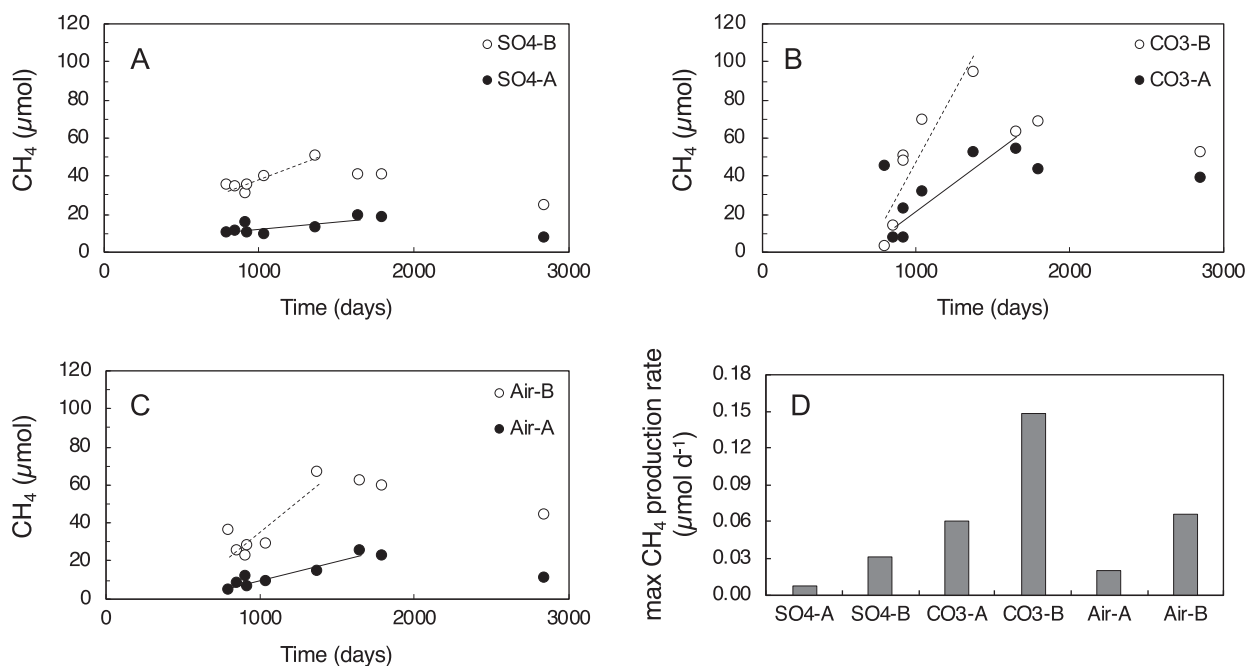 A
SO4-B
SO4-A
CH4 (µmol)
120
100
80
60
40
20
0
0 1000 2000 3000
Time (days)
B
CO3-B
CO3-A
CH4 (µmol)
120
100
80
60
40
20
0
0 1000 2000 3000
Time (days)
C
Air-B
Air-A
CH4 (µmol)
120
100
80
60
40
20
0
0 1000 2000 3000
Time (days)
D
max CH4 production rate
(µmol d-1)
0.18
0.15
0.12
0.09
0.06
0.03
0.00
SO4-A SO4-B CO3-A CO3-B Air-A Air-B